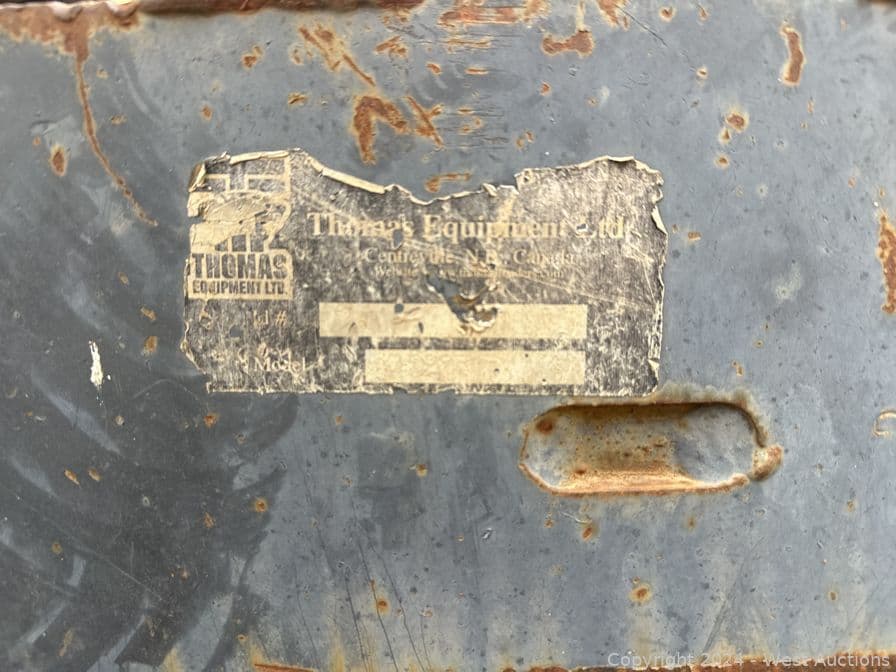 Thomas Equipment Ltd.
Centreville, N.B., Canada
THOMAS
EQUIPMENT LTD.
#
Model
Copyright 2024 - West Auctions